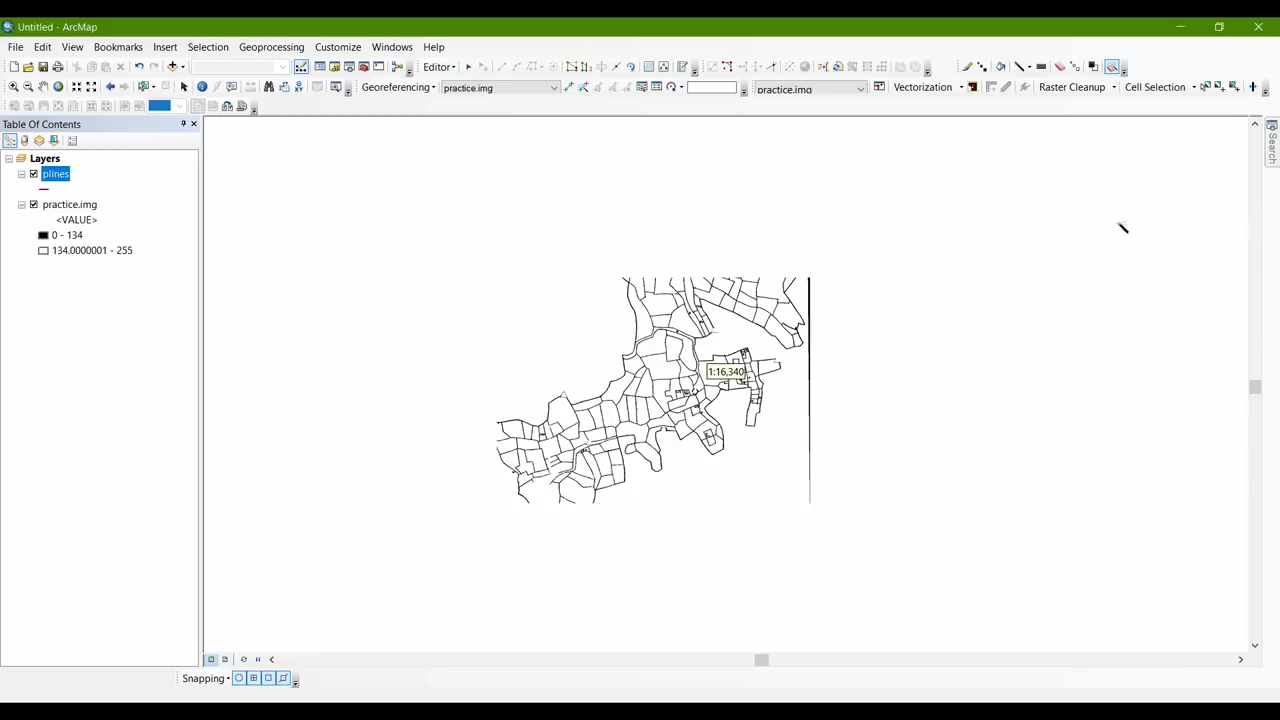 Untitled - ArcMap
File Edit View Bookmarks Insert Selection Geoprocessing Customize Windows Help
Editor
Georeferencing practice.img practice.img Vectorization Raster Cleanup Cell Selection
Table Of Contents
Layers
plines
practice.img
<VALUE>
0 - 134
134.0000001 - 255
1:16,340
Search
Snapping